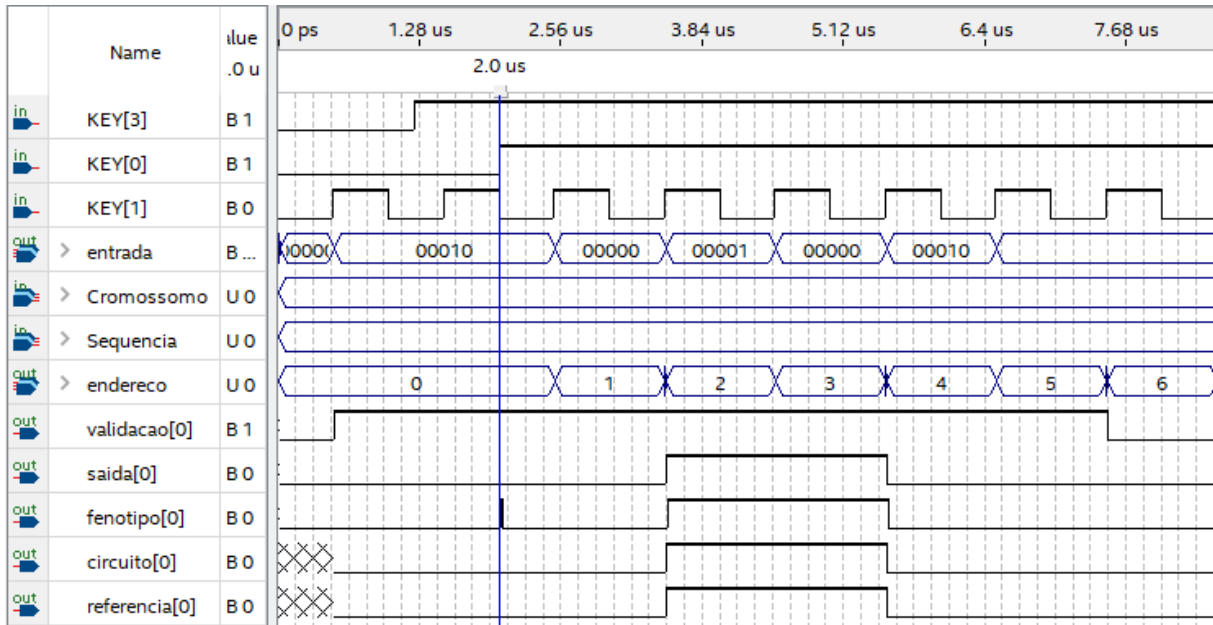 Name
alue
.0 u
0 ps 1.28 us 2.56 us 3.84 us 5.12 us 6.4 us 7.68 us
2.0 us
in KEY[3] B 1
in KEY[0] B 1
in KEY[1] B 0
out > entrada B ... 00010 00000 00001 00000 00010
in > Cromossomo U 0
in > Sequencia U 0
out > endereco U 0 0 1 2 3 4 5 6
out validacao[0] B 1
out saida[0] B 0
out fenotipo[0] B 0
out circuito[0] B 0
out referencia[0] B 0